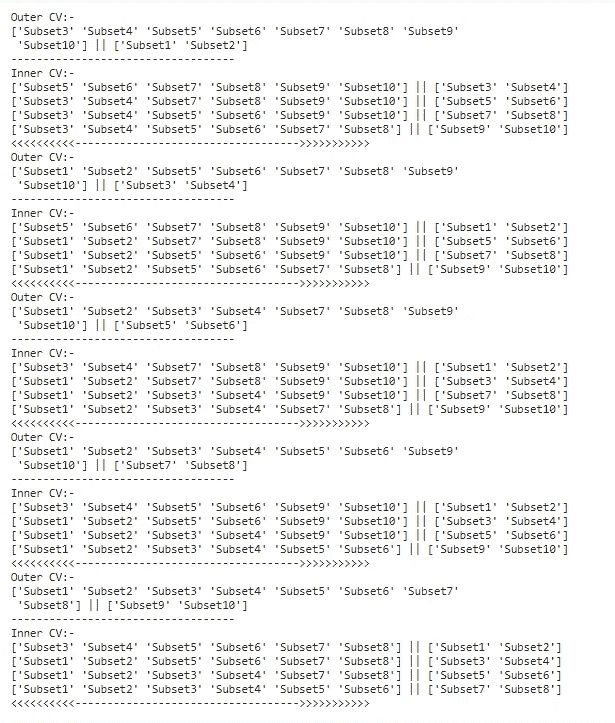 Outer CV:-
['Subset3' 'Subset4' 'Subset5' 'Subset6' 'Subset7' 'Subset8' 'Subset9'
 'Subset10'] || ['Subset1' 'Subset2']
----------------------------------
Inner CV:-
['Subset5' 'Subset6' 'Subset7' 'Subset8' 'Subset9' 'Subset10'] || ['Subset3' 'Subset4']
['Subset3' 'Subset4' 'Subset7' 'Subset8' 'Subset9' 'Subset10'] || ['Subset5' 'Subset6']
['Subset3' 'Subset4' 'Subset5' 'Subset6' 'Subset9' 'Subset10'] || ['Subset7' 'Subset8']
['Subset3' 'Subset4' 'Subset5' 'Subset6' 'Subset7' 'Subset8'] || ['Subset9' 'Subset10']
<<<<<<<<<<---------------------------------->>>>>>>>>>>
Outer CV:-
['Subset1' 'Subset2' 'Subset5' 'Subset6' 'Subset7' 'Subset8' 'Subset9'
 'Subset10'] || ['Subset3' 'Subset4']
----------------------------------
Inner CV:-
['Subset5' 'Subset6' 'Subset7' 'Subset8' 'Subset9' 'Subset10'] || ['Subset1' 'Subset2']
['Subset1' 'Subset2' 'Subset7' 'Subset8' 'Subset9' 'Subset10'] || ['Subset5' 'Subset6']
['Subset1' 'Subset2' 'Subset5' 'Subset6' 'Subset9' 'Subset10'] || ['Subset7' 'Subset8']
['Subset1' 'Subset2' 'Subset5' 'Subset6' 'Subset7' 'Subset8'] || ['Subset9' 'Subset10']
<<<<<<<<<<---------------------------------->>>>>>>>>>>
Outer CV:-
['Subset1' 'Subset2' 'Subset3' 'Subset4' 'Subset7' 'Subset8' 'Subset9'
 'Subset10'] || ['Subset5' 'Subset6']
----------------------------------
Inner CV:-
['Subset3' 'Subset4' 'Subset7' 'Subset8' 'Subset9' 'Subset10'] || ['Subset1' 'Subset2']
['Subset1' 'Subset2' 'Subset7' 'Subset8' 'Subset9' 'Subset10'] || ['Subset3' 'Subset4']
['Subset1' 'Subset2' 'Subset3' 'Subset4' 'Subset9' 'Subset10'] || ['Subset7' 'Subset8']
['Subset1' 'Subset2' 'Subset3' 'Subset4' 'Subset7' 'Subset8'] || ['Subset9' 'Subset10']
<<<<<<<<<<---------------------------------->>>>>>>>>>>
Outer CV:-
['Subset1' 'Subset2' 'Subset3' 'Subset4' 'Subset5' 'Subset6' 'Subset9'
 'Subset10'] || ['Subset7' 'Subset8']
----------------------------------
Inner CV:-
['Subset3' 'Subset4' 'Subset5' 'Subset6' 'Subset9' 'Subset10'] || ['Subset1' 'Subset2']
['Subset1' 'Subset2' 'Subset5' 'Subset6' 'Subset9' 'Subset10'] || ['Subset3' 'Subset4']
['Subset1' 'Subset2' 'Subset3' 'Subset4' 'Subset9' 'Subset10'] || ['Subset5' 'Subset6']
['Subset1' 'Subset2' 'Subset3' 'Subset4' 'Subset5' 'Subset6'] || ['Subset9' 'Subset10']
<<<<<<<<<<---------------------------------->>>>>>>>>>>
Outer CV:-
['Subset1' 'Subset2' 'Subset3' 'Subset4' 'Subset5' 'Subset6' 'Subset7'
 'Subset8'] || ['Subset9' 'Subset10']
----------------------------------
Inner CV:-
['Subset3' 'Subset4' 'Subset5' 'Subset6' 'Subset7' 'Subset8'] || ['Subset1' 'Subset2']
['Subset1' 'Subset2' 'Subset5' 'Subset6' 'Subset7' 'Subset8'] || ['Subset3' 'Subset4']
['Subset1' 'Subset2' 'Subset3' 'Subset4' 'Subset7' 'Subset8'] || ['Subset5' 'Subset6']
['Subset1' 'Subset2' 'Subset3' 'Subset4' 'Subset5' 'Subset6'] || ['Subset7' 'Subset8']
<<<<<<<<<<---------------------------------->>>>>>>>>>>